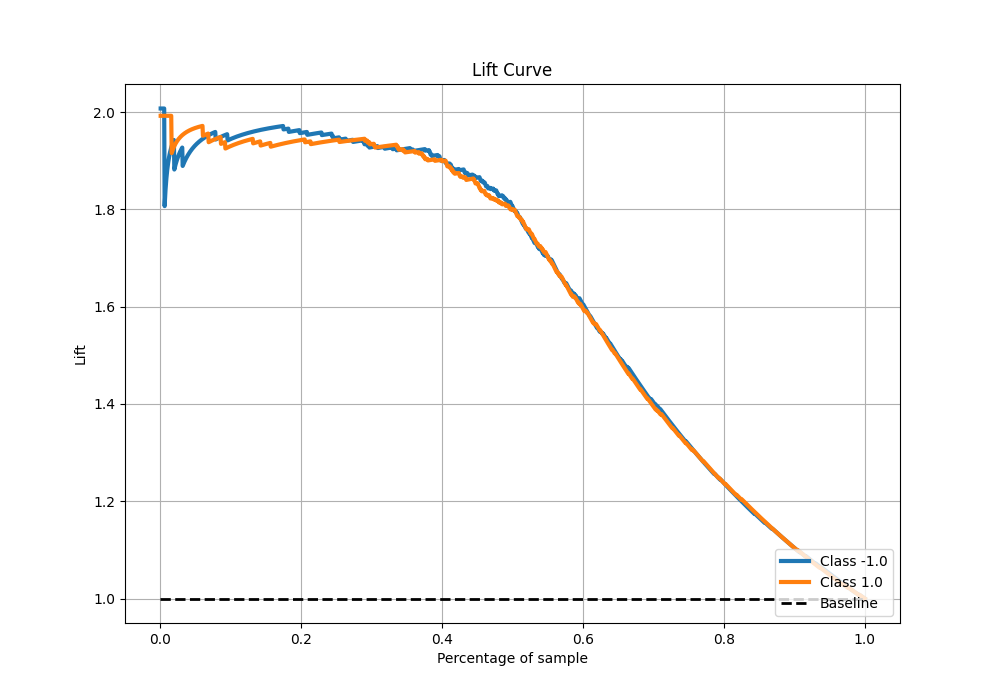 Lift Curve
2.0
1.8
1.6
1.4
1.2
1.0
Lift
0.0 0.2 0.4 0.6 0.8 1.0
Percentage of sample
Class -1.0
Class 1.0
Baseline